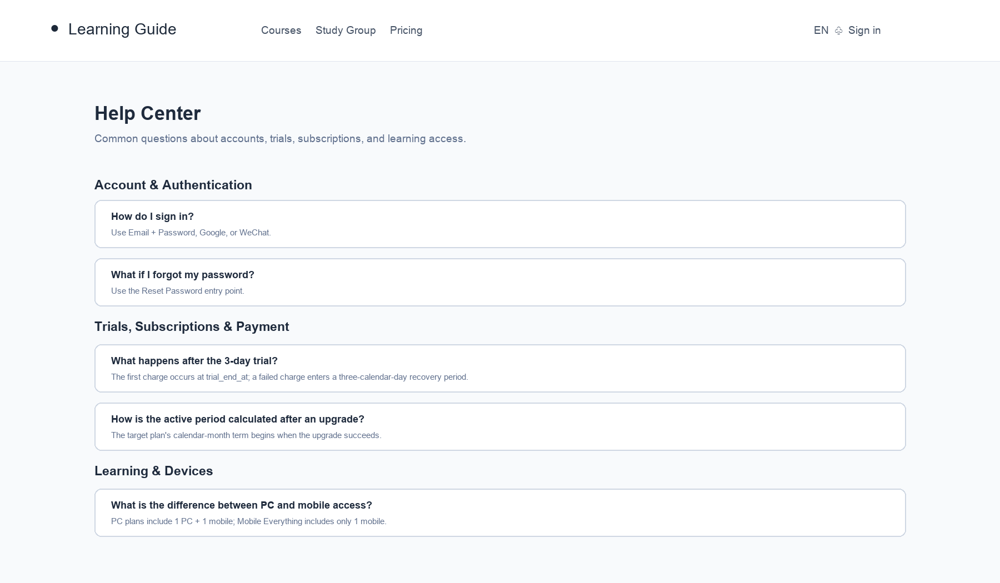 Learning Guide
Courses Study Group Pricing
EN ♧ Sign in
Help Center
Common questions about accounts, trials, subscriptions, and learning access.
Account & Authentication
How do I sign in?
Use Email + Password, Google, or WeChat.
What if I forgot my password?
Use the Reset Password entry point.
Trials, Subscriptions & Payment
What happens after the 3-day trial?
The first charge occurs at trial_end_at; a failed charge enters a three-calendar-day recovery period.
How is the active period calculated after an upgrade?
The target plan's calendar-month term begins when the upgrade succeeds.
Learning & Devices
What is the difference between PC and mobile access?
PC plans include 1 PC + 1 mobile; Mobile Everything includes only 1 mobile.